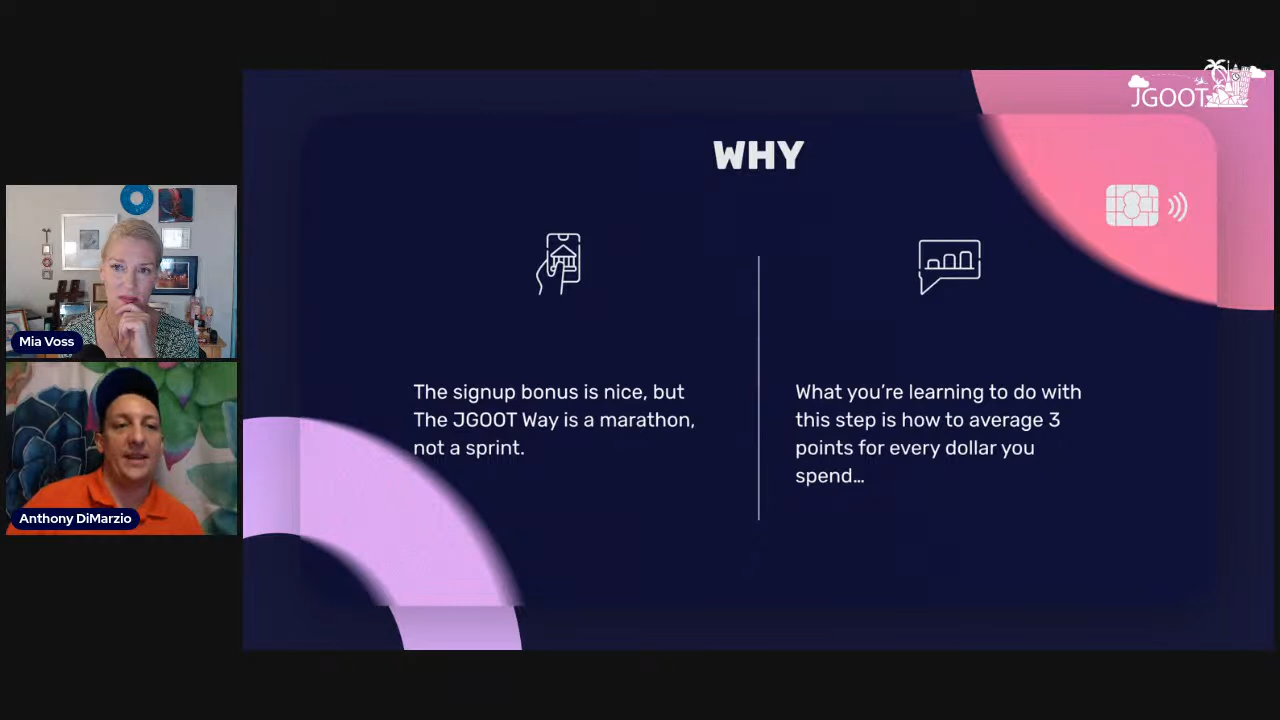 JGOOT
WHY
The signup bonus is nice, but
The JGOOT Way is a marathon,
not a sprint.
What you’re learning to do with
this step is how to average 3
points for every dollar you
spend…
Mia Voss
Anthony DiMarzio